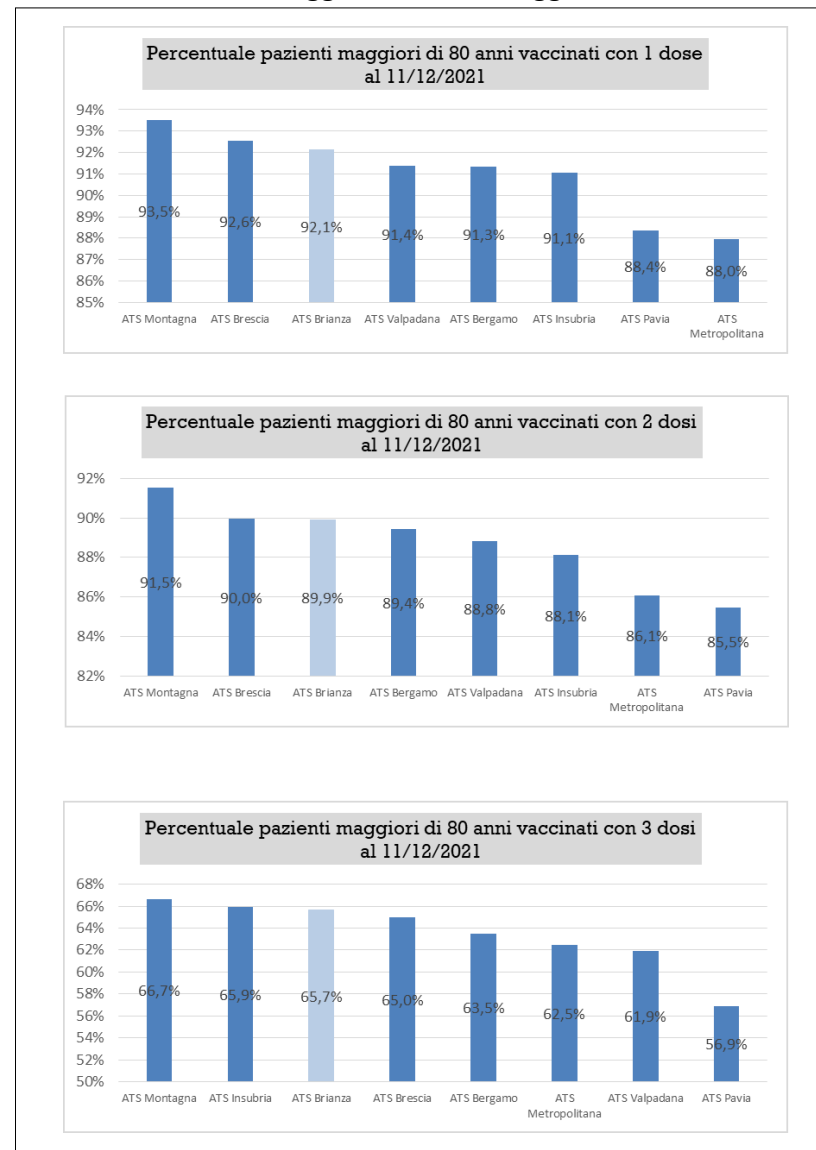 Percentuale pazienti maggiori di 80 anni vaccinati con 1 dose
al 11/12/2021
94%
93%
92%
91%
90%
89%
88%
87%
86%
85%
93,5%
92,6%
92,1%
91,4%
91,3%
91,1%
88,4%
88,0%
ATS Montagna
ATS Brescia
ATS Brianza
ATS Valpadana
ATS Bergamo
ATS Insubria
ATS Pavia
ATS
Metropolitana
Percentuale pazienti maggiori di 80 anni vaccinati con 2 dosi
al 11/12/2021
92%
90%
88%
86%
84%
82%
91,5%
90,0%
89,9%
89,4%
88,8%
88,1%
86,1%
85,5%
ATS Montagna
ATS Brescia
ATS Brianza
ATS Bergamo
ATS Valpadana
ATS Insubria
ATS
Metropolitana
ATS Pavia
Percentuale pazienti maggiori di 80 anni vaccinati con 3 dosi
al 11/12/2021
68%
66%
64%
62%
60%
58%
56%
54%
52%
50%
66,7%
65,9%
65,7%
65,0%
63,5%
62,5%
61,9%
56,9%
ATS Montagna
ATS Insubria
ATS Brianza
ATS Brescia
ATS Bergamo
ATS
Metropolitana
ATS Valpadana
ATS Pavia